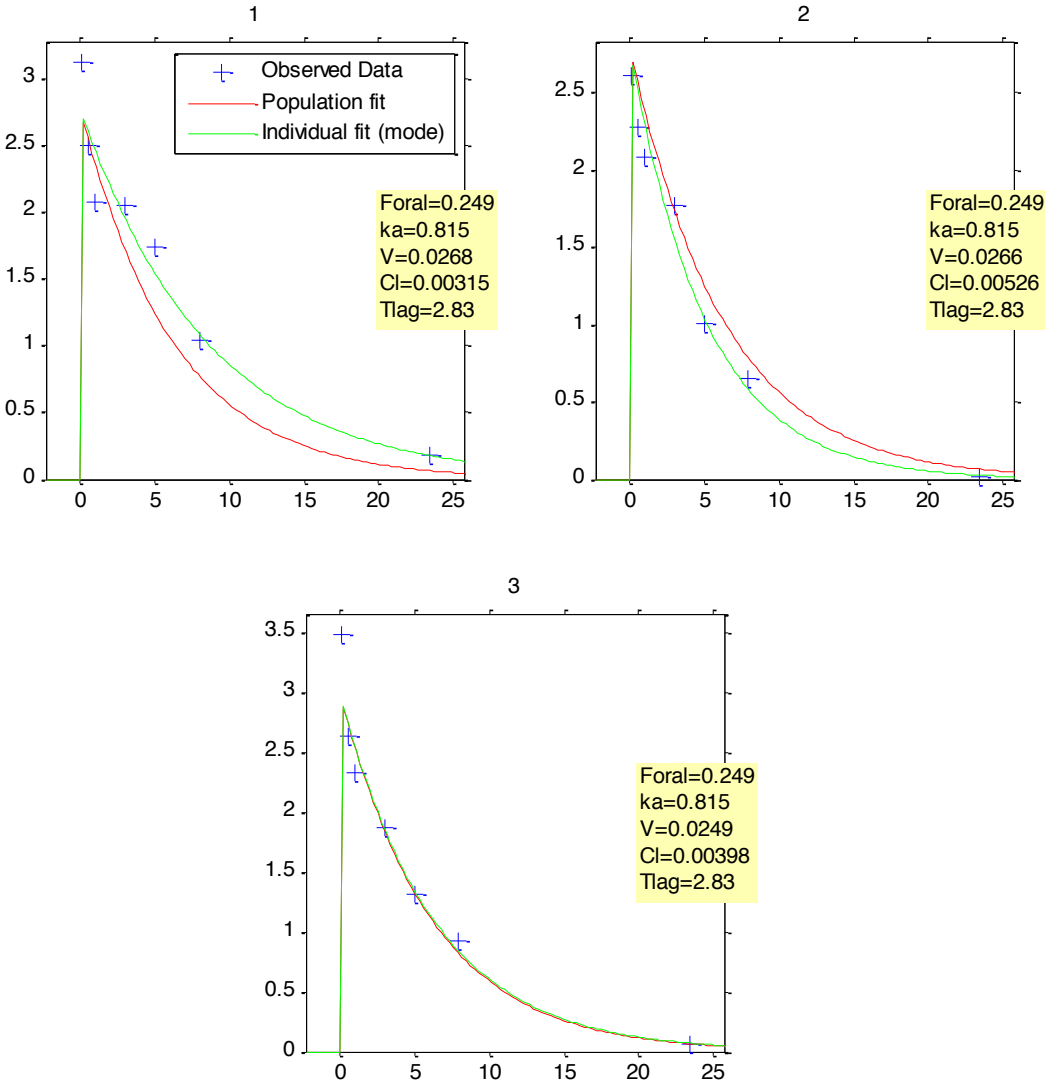 1
3
2.5
2
1.5
1
0.5
0
0 5 10 15 20 25
Observed Data
Population fit
Individual fit (mode)
Foral=0.249
ka=0.815
V=0.0268
Cl=0.00315
Tlag=2.83
2
2.5
2
1.5
1
0.5
0
0 5 10 15 20 25
Foral=0.249
ka=0.815
V=0.0266
Cl=0.00526
Tlag=2.83
3
3.5
3
2.5
2
1.5
1
0.5
0
0 5 10 15 20 25
Foral=0.249
ka=0.815
V=0.0249
Cl=0.00398
Tlag=2.83